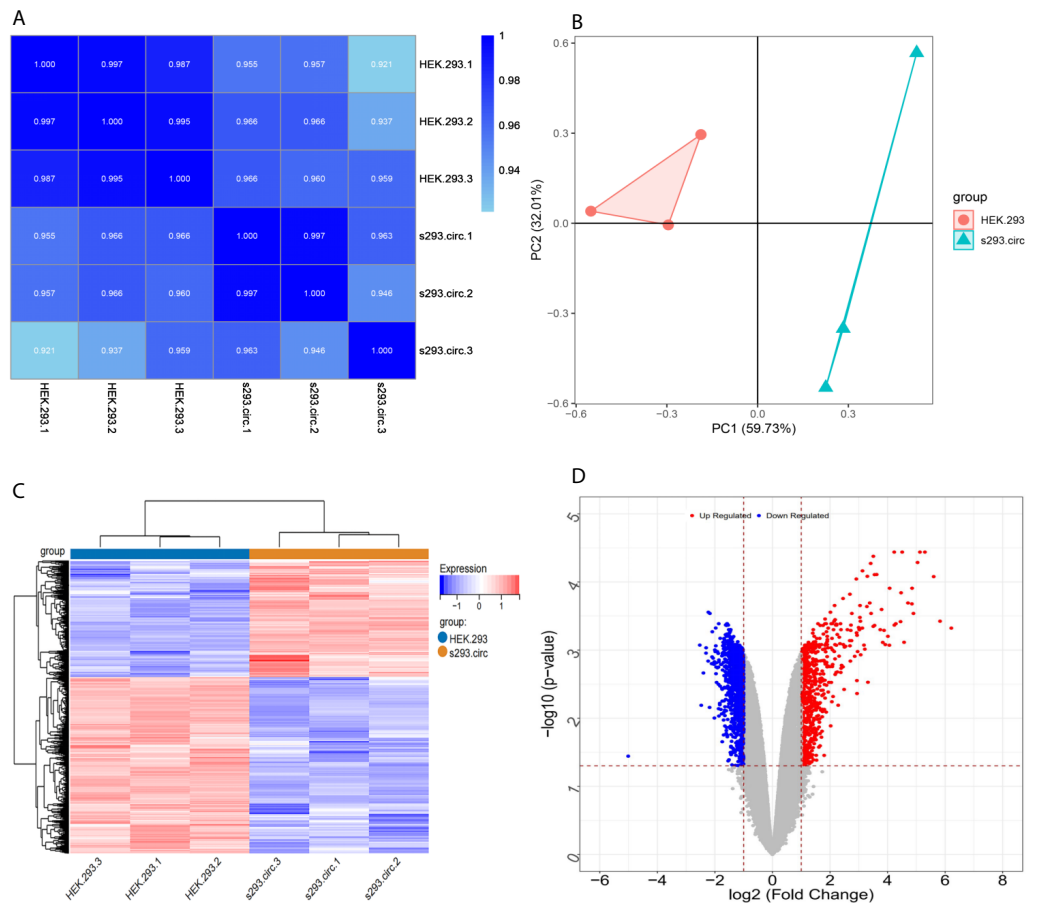 A
1.000 0.997 0.987 0.955 0.957 0.921 HEK.293.1
0.997 1.000 0.995 0.966 0.966 0.937 HEK.293.2
0.987 0.995 1.000 0.966 0.960 0.959 HEK.293.3
0.955 0.966 0.966 1.000 0.997 0.963 s293.circ.1
0.957 0.966 0.960 0.997 1.000 0.946 s293.circ.2
0.921 0.937 0.959 0.963 0.946 1.000 s293.circ.3
HEK.293.1
HEK.293.2
HEK.293.3
s293.circ.1
s293.circ.2
s293.circ.3
1
0.98
0.96
0.94
B
0.6
0.3
0.0
−0.3
−0.6
PC2 (32.01%)
−0.6 −0.3 0.0 0.3
PC1 (59.73%)
group
HEK.293
s293.circ
C
group
Expression
−1 0 1
group:
HEK.293
s293.circ
HEK.293.3
HEK.293.1
HEK.293.2
s293.circ.3
s293.circ.1
s293.circ.2
D
Up Regulated Down Regulated
5
4
3
2
1
0
−log10 (p-value)
−6 −4 −2 0 2 4 6 8
log2 (Fold Change)